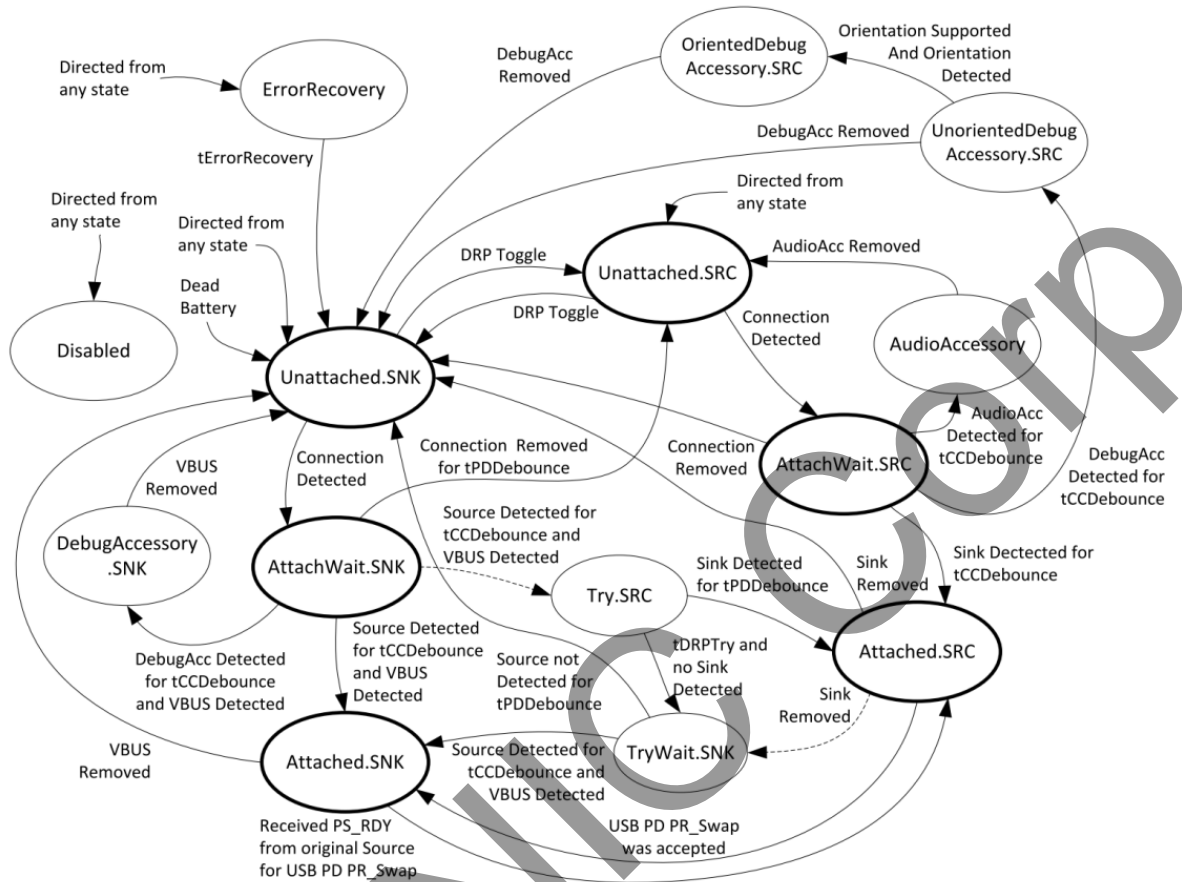 Directed from
any state
ErrorRecovery
tErrorRecovery
DebugAcc
Removed
OrientedDebug
Accessory.SRC
Orientation Supported
And Orientation
Detected
DebugAcc Removed
UnorientedDebug
Accessory.SRC
Directed from
any state
Directed from
any state
Directed from
any state
Dead
Battery
DRP Toggle
DRP Toggle
Unattached.SRC
AudioAcc Removed
Disabled
Unattached.SNK
Connection
Detected
AudioAccessory
VBUS
Removed
Connection
Detected
Connection Removed
for tPDDebounce
Connection
Removed
AttachWait.SRC
AudioAcc
Detected for
tCCDebounce
DebugAcc
Detected for
tCCDebounce
DebugAccessory
.SNK
AttachWait.SNK
Source Detected for
tCCDebounce and
VBUS Detected
Try.SRC
Sink Detected
for tPDDebounce
Sink
Removed
Sink Dectected for
tCCDebounce
DebugAcc Detected
for tCCDebounce
and VBUS Detected
Source Detected
for tCCDebounce
and VBUS
Detected
Source not
Detected for
tPDDebounce
tDRPTry and
no Sink
Detected
Attached.SRC
Sink
Removed
VBUS
Removed
Attached.SNK
Source Detected for
tCCDebounce and
VBUS Detected
TryWait.SNK
Received PS_RDY
from original Source
for USB PD PR_Swap
USB PD PR_Swap
was accepted
Corp